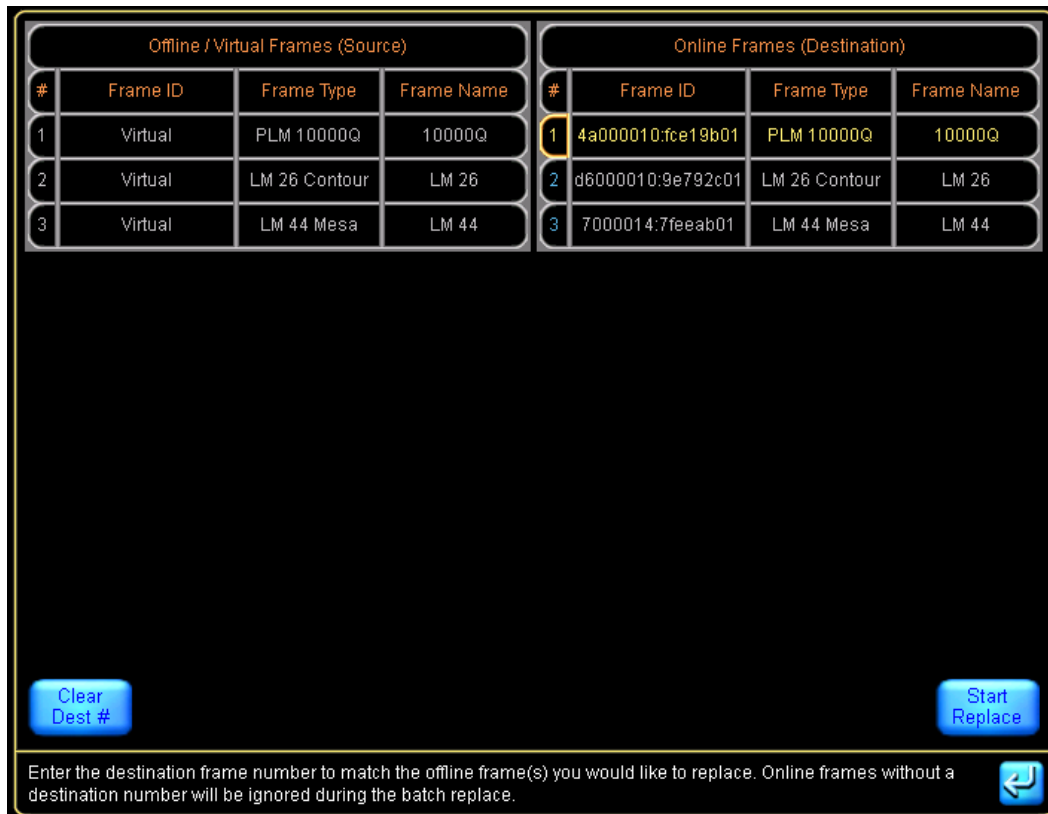 Offline / Virtual Frames (Source) Online Frames (Destination)
# Frame ID Frame Type Frame Name # Frame ID Frame Type Frame Name
1 Virtual PLM 10000Q 10000Q 1 4a000010:fce19b01 PLM 10000Q 10000Q
2 Virtual LM 26 Contour LM 26 2 d6000010:9e792c01 LM 26 Contour LM 26
3 Virtual LM 44 Mesa LM 44 3 7000014:7feeab01 LM 44 Mesa LM 44
Clear
Dest #
Start
Replace
Enter the destination frame number to match the offline frame(s) you would like to replace. Online frames without a
destination number will be ignored during the batch replace.